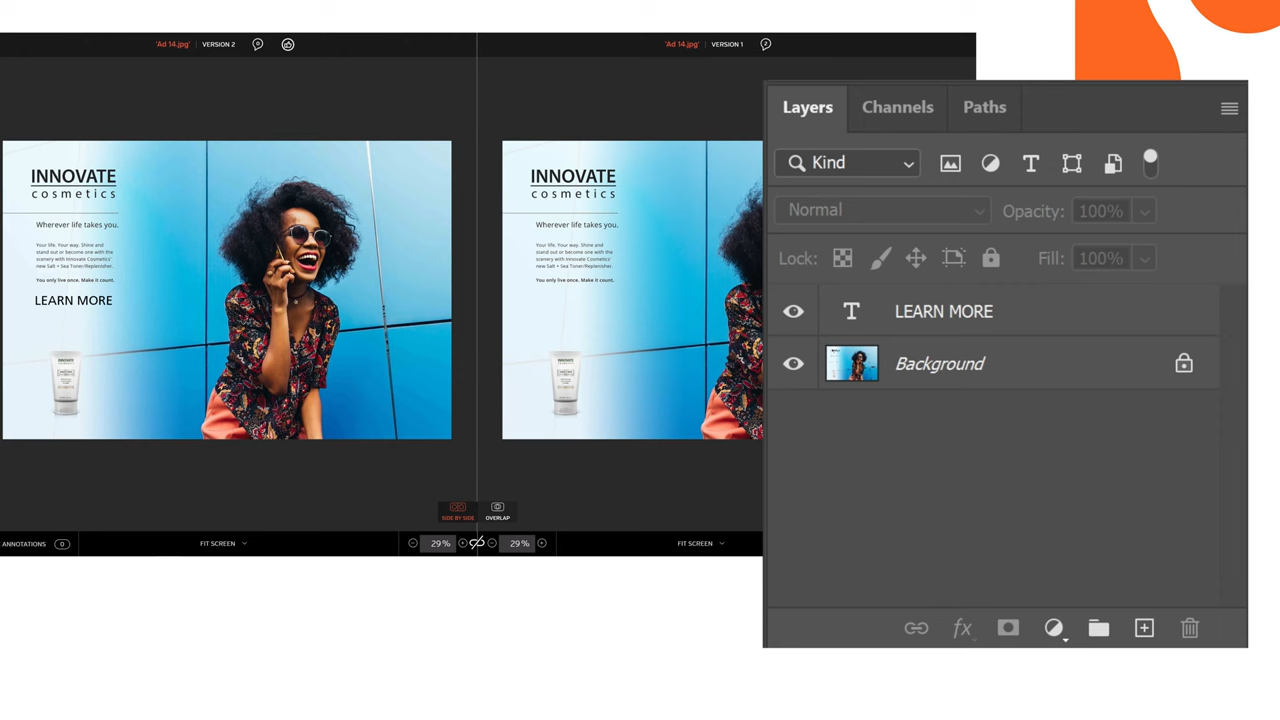 'Ad 14.jpg' | VERSION 2 0
INNOVATE
cosmetics
Wherever life takes you.
Your life. Your way. Shine and
stand out or become one with the
scenery with Innovate Cosmetics'
new Salt + Sea Toner/Replenisher.
You only live once. Make it count.
LEARN MORE
INNOVATE
'Ad 14.jpg' | VERSION 1 2
INNOVATE
cosmetics
Wherever life takes you.
Your life. Your way. Shine and
stand out or become one with the
scenery with Innovate Cosmetics'
new Salt + Sea Toner/Replenisher.
You only live once. Make it count.
INNOVATE
SIDE BY SIDE OVERLAP
ANNOTATIONS 0 FIT SCREEN 29% 29% FIT SCREEN
Layers Channels Paths
Kind
Normal Opacity: 100%
Lock: Fill: 100%
T LEARN MORE
Background
fx